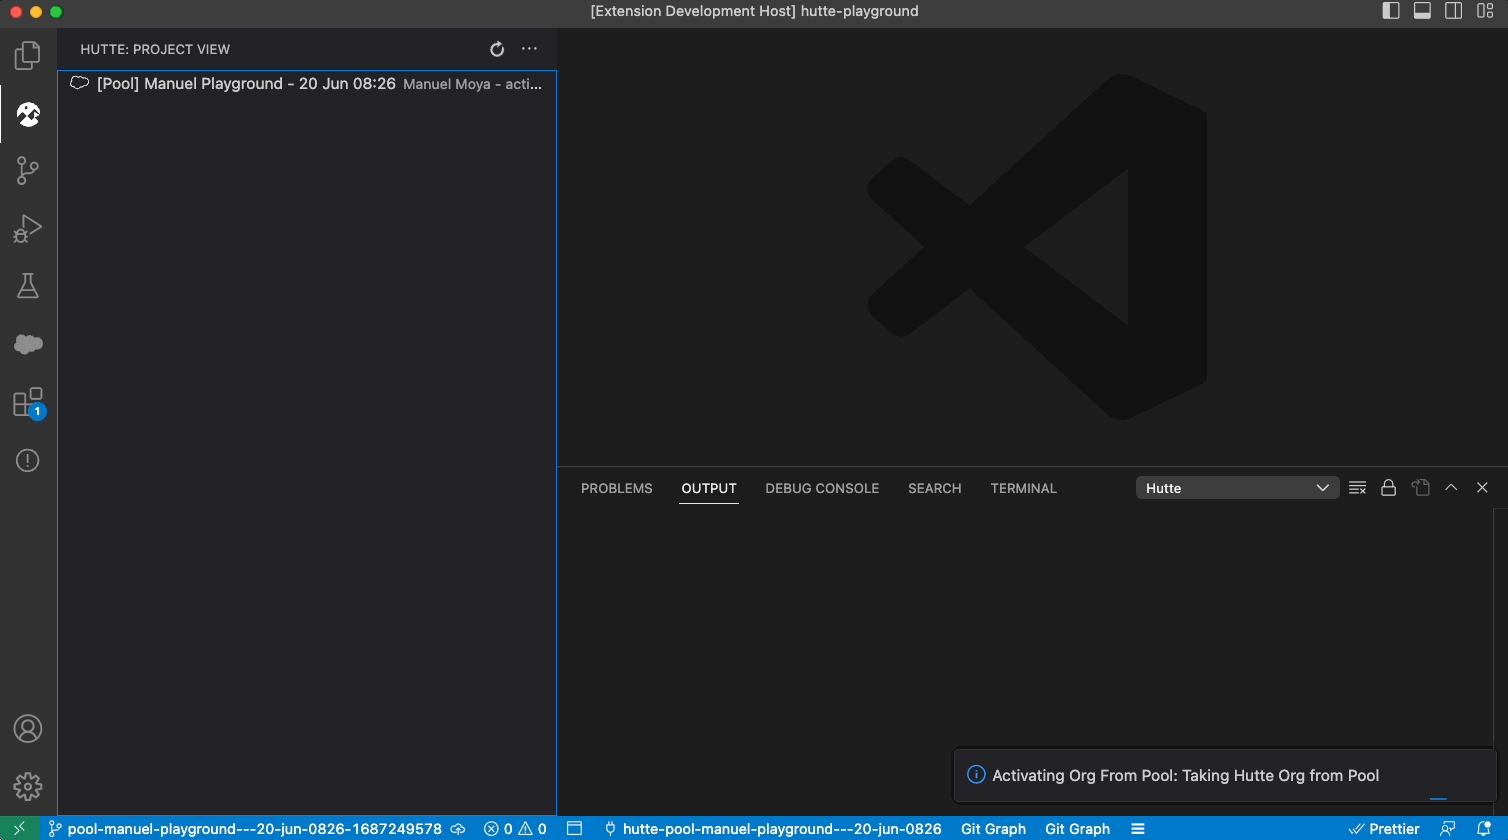 [Extension Development Host] hutte-playground
HUTTE: PROJECT VIEW
[Pool] Manuel Playground - 20 Jun 08:26 Manuel Moya - acti...
1
PROBLEMS OUTPUT DEBUG CONSOLE SEARCH TERMINAL Hutte
Activating Org From Pool: Taking Hutte Org from Pool
pool-manuel-playground---20-jun-0826-1687249578 0 0 hutte-pool-manuel-playground---20-jun-0826 Git Graph Git Graph Prettier